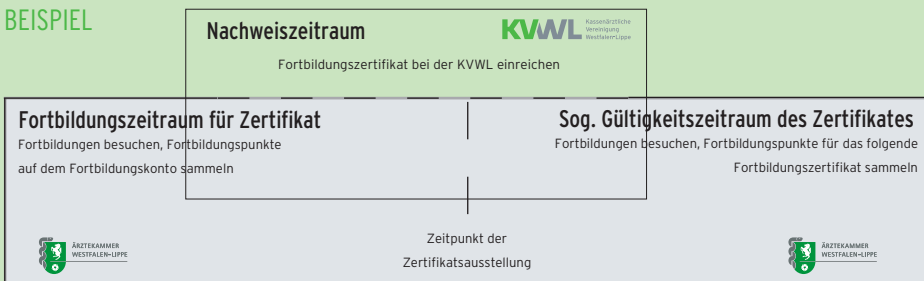 BEISPIEL
Nachweiszeitraum
KVWL
Kassenärztliche
Vereinigung
Westfalen-Lippe
Fortbildungszertifikat bei der KVWL einreichen
Fortbildungszeitraum für Zertifikat
Fortbildungen besuchen, Fortbildungspunkte
auf dem Fortbildungskonto sammeln
Sog. Gültigkeitszeitraum des Zertifikates
Fortbildungen besuchen, Fortbildungspunkte für das folgende
Fortbildungszertifikat sammeln
Zeitpunkt der
Zertifikatsausstellung
ÄRZTEKAMMER
WESTFALEN-LIPPE
ÄRZTEKAMMER
WESTFALEN-LIPPE